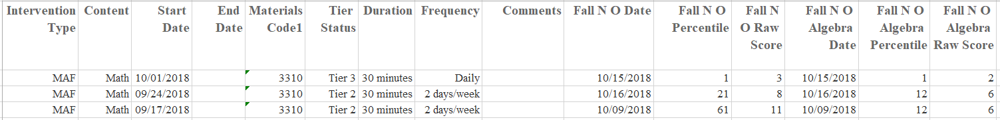 Intervention Content Start End Materials Tier Duration Frequency Comments Fall N O Date Fall N O Fall N Fall N O Fall N O Fall N O
Type Date Date Code1 Status Percentile O Raw Algebra Algebra Algebra
Score Date Percentile Raw Score
MAF Math 10/01/2018 3310 Tier 3 30 minutes Daily 10/15/2018 1 3 10/15/2018 1 2
MAF Math 09/24/2018 3310 Tier 2 30 minutes 2 days/week 10/16/2018 21 8 10/16/2018 12 6
MAF Math 09/17/2018 3310 Tier 2 30 minutes 2 days/week 10/09/2018 61 11 10/09/2018 12 6